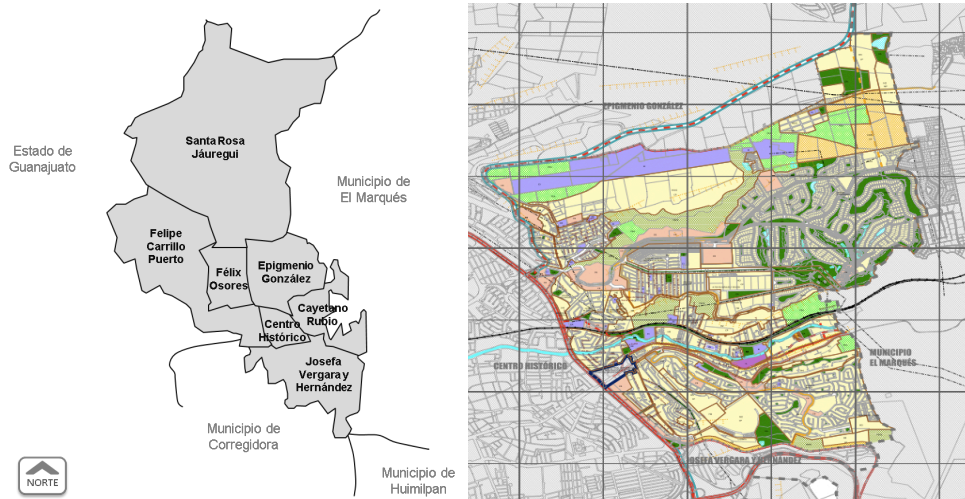 Santa Rosa
Jáuregui
Estado de
Guanajuato
Municipio de
El Marqués
Felipe
Carrillo
Puerto
Félix
Osores
Epigmenio
González
Cayetano
Rubio
Centro
Histórico
Josefa
Vergara y
Hernández
Municipio de
Corregidora
Municipio de
Huimilpan
NORTE
EPIGMENIO GONZÁLEZ
CENTRO HISTÓRICO
MUNICIPIO
EL MARQUÉS
JOSEFA VERGARA Y HERNÁNDEZ